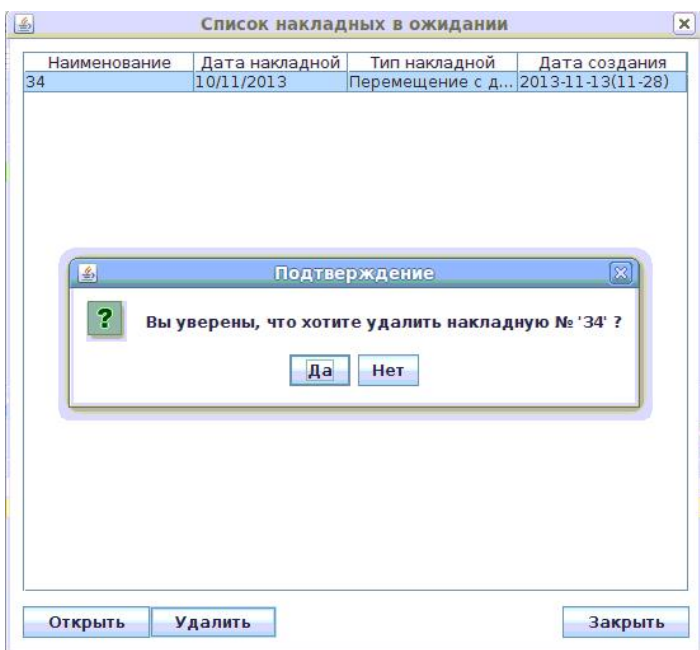 Список накладных в ожидании
Наименование Дата накладной Тип накладной Дата создания
34 10/11/2013 Перемещение с д... 2013-11-13(11-28)
Подтверждение
Вы уверены, что хотите удалить накладную № '34' ?
Да Нет
Открыть Удалить Закрыть